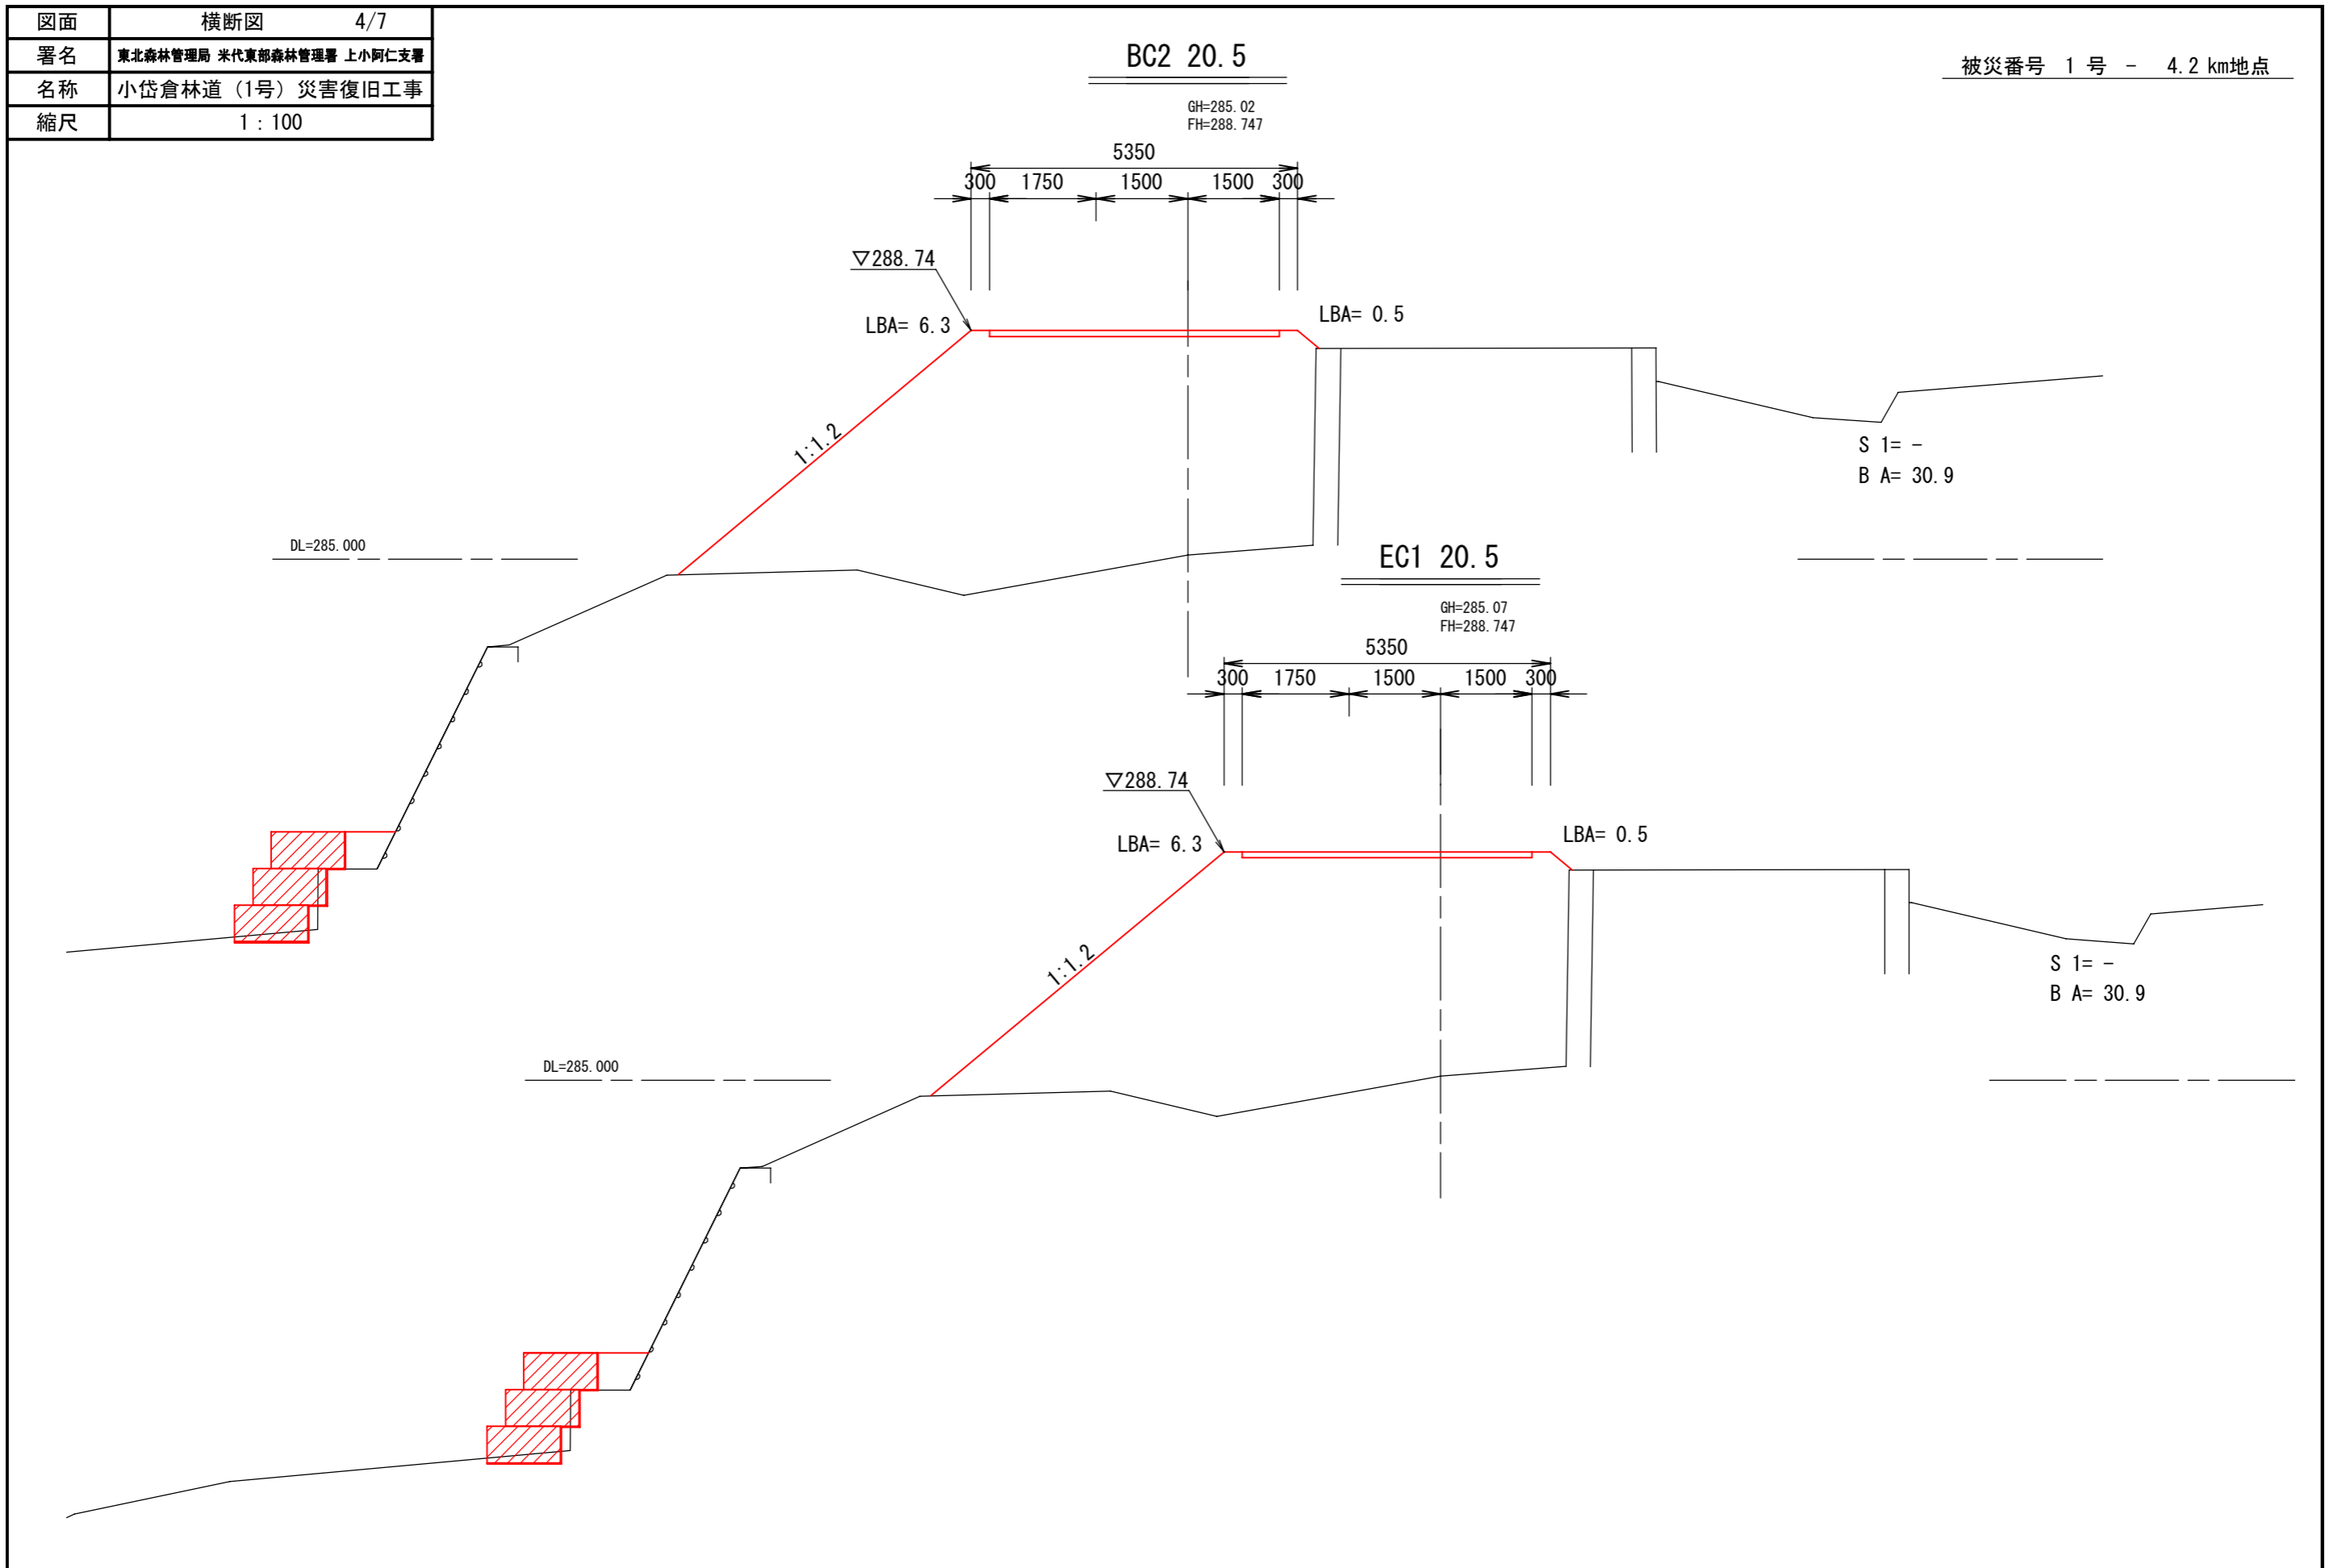 図面 横断図 4/7
署名 東北森林管理局 米代東部森林管理署 上小阿仁支署
名称 小岱倉林道（1号）災害復旧工事
縮尺 1：100
被災番号 1 号 － 4.2 km地点
BC2 20.5
GH=285.02
FH=288.747
5350
300 1750 1500 1500 300
▽288.74
LBA= 6.3
LBA= 0.5
1:1.2
S 1= -
B A= 30.9
DL=285.000
EC1 20.5
GH=285.07
FH=288.747
5350
300 1750 1500 1500 300
▽288.74
LBA= 6.3
LBA= 0.5
1:1.2
S 1= -
B A= 30.9
DL=285.000